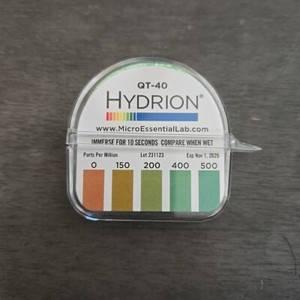 QT-40
HYDRION®
www.MicroEssentialLab.com
IMMERSE FOR 10 SECONDS COMPARE WHEN WET
Parts Per Million Lot 231123 Exp Nov 1, 2025
0 150 200 400 500